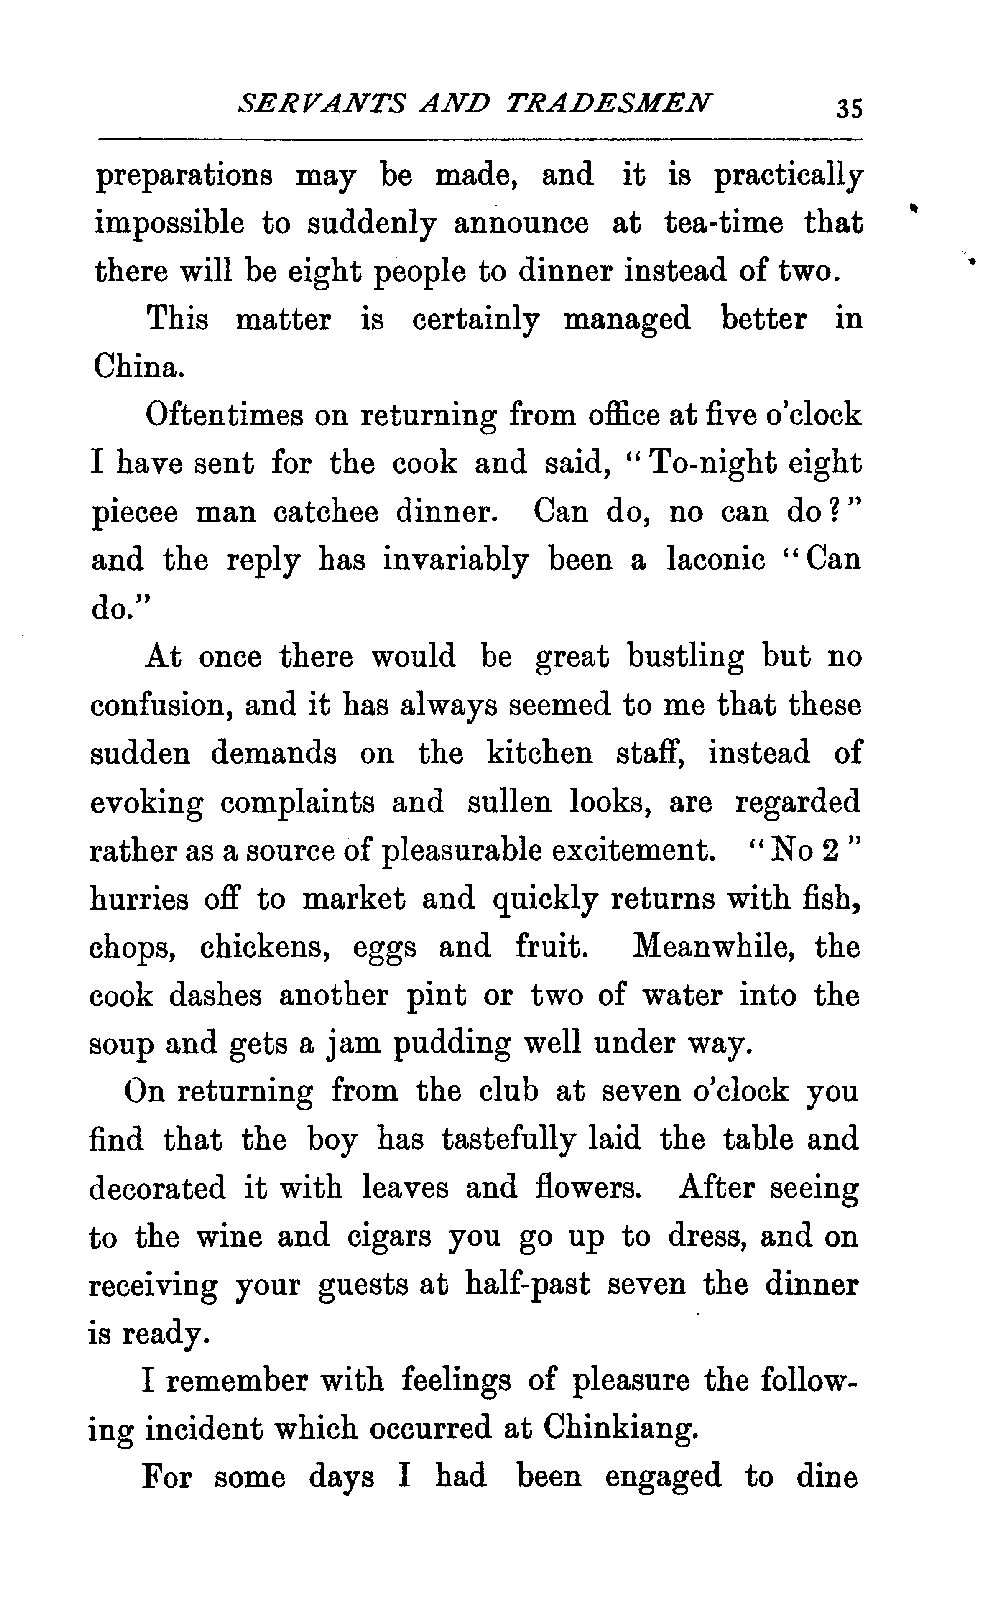 SERVANTS AND TRADESMEN 35
preparations may be made, and it is practically
impossible to suddenly announce at tea-time that
there will be eight people to dinner instead of two.
This matter is certainly managed better in
China.
Oftentimes on returning from office at five o'clock
I have sent for the cook and said, "To-night eight
piecee man catchee dinner. Can do, no can do?"
and the reply has invariably been a laconic "Can
do."
At once there would be great bustling but no
confusion, and it has always seemed to me that these
sudden demands on the kitchen staff, instead of
evoking complaints and sullen looks, are regarded
rather as a source of pleasurable excitement. "No 2"
hurries off to market and quickly returns with fish,
chops, chickens, eggs and fruit. Meanwhile, the
cook dashes another pint or two of water into the
soup and gets a jam pudding well under way.
On returning from the club at seven o'clock you
find that the boy has tastefully laid the table and
decorated it with leaves and flowers. After seeing
to the wine and cigars you go up to dress, and on
receiving your guests at half-past seven the dinner
is ready.
I remember with feelings of pleasure the follow-
ing incident which occurred at Chinkiang.
For some days I had been engaged to dine